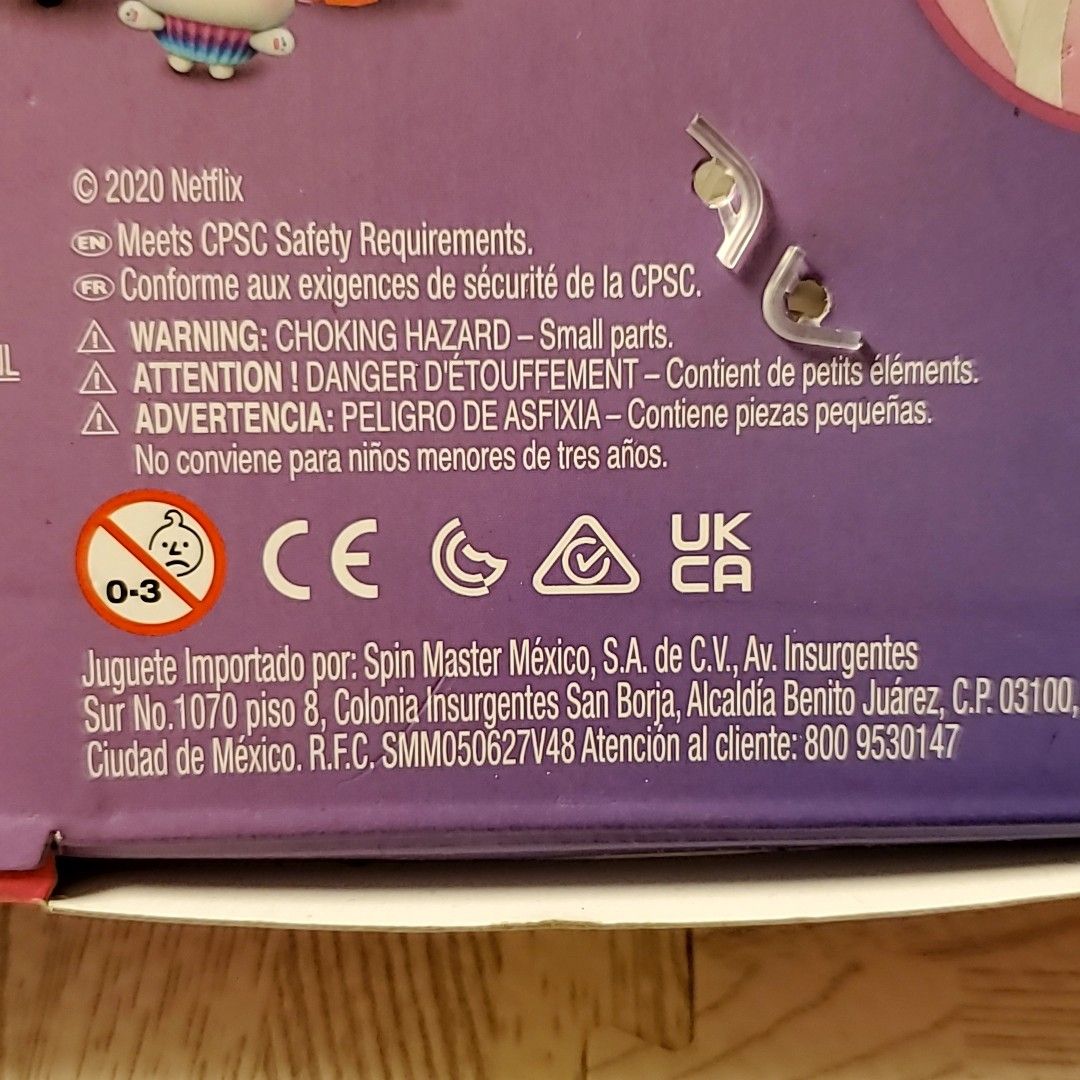 © 2020 Netflix
EN Meets CPSC Safety Requirements.
FR Conforme aux exigences de sécurité de la CPSC.
WARNING: CHOKING HAZARD – Small parts.
ATTENTION ! DANGER D'ÉTOUFFEMENT – Contient de petits éléments.
ADVERTENCIA: PELIGRO DE ASFIXIA – Contiene piezas pequeñas.
No conviene para niños menores de tres años.
0-3
CE
UK
CA
Juguete Importado por: Spin Master México, S.A. de C.V., Av. Insurgentes
Sur No.1070 piso 8, Colonia Insurgentes San Borja, Alcaldía Benito Juárez, C.P. 03100,
Ciudad de México. R.F.C. SMM050627V48 Atención al cliente: 800 9530147